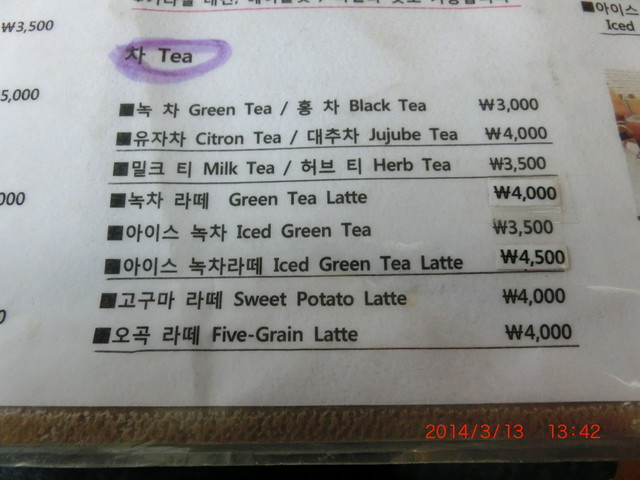 ₩3,500
■아이스
Iced
차 Tea
5,000
■녹 차 Green Tea / 홍 차 Black Tea ₩3,000
■유자차 Citron Tea / 대추차 Jujube Tea ₩4,000
■밀크 티 Milk Tea / 허브 티 Herb Tea ₩3,500
■녹차 라떼 Green Tea Latte ₩4,000
■아이스 녹차 Iced Green Tea ₩3,500
■아이스 녹차라떼 Iced Green Tea Latte ₩4,500
■고구마 라떼 Sweet Potato Latte ₩4,000
■오곡 라떼 Five-Grain Latte ₩4,000
2014/3/13 13:42